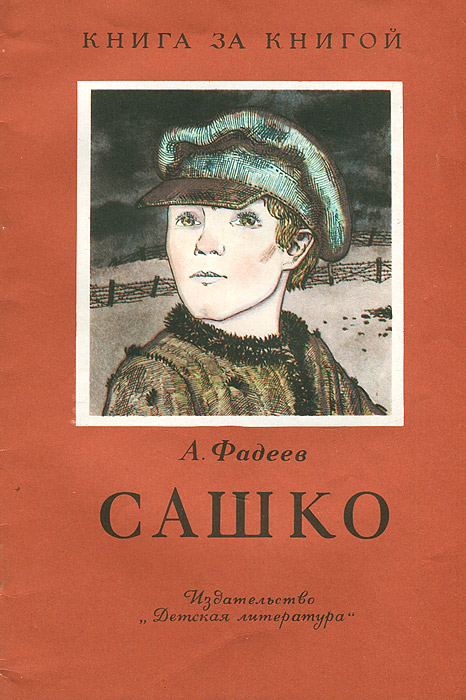 КНИГА ЗА КНИГОЙ
А. Фадеев
САШКО
Издательство
„Детская литература“